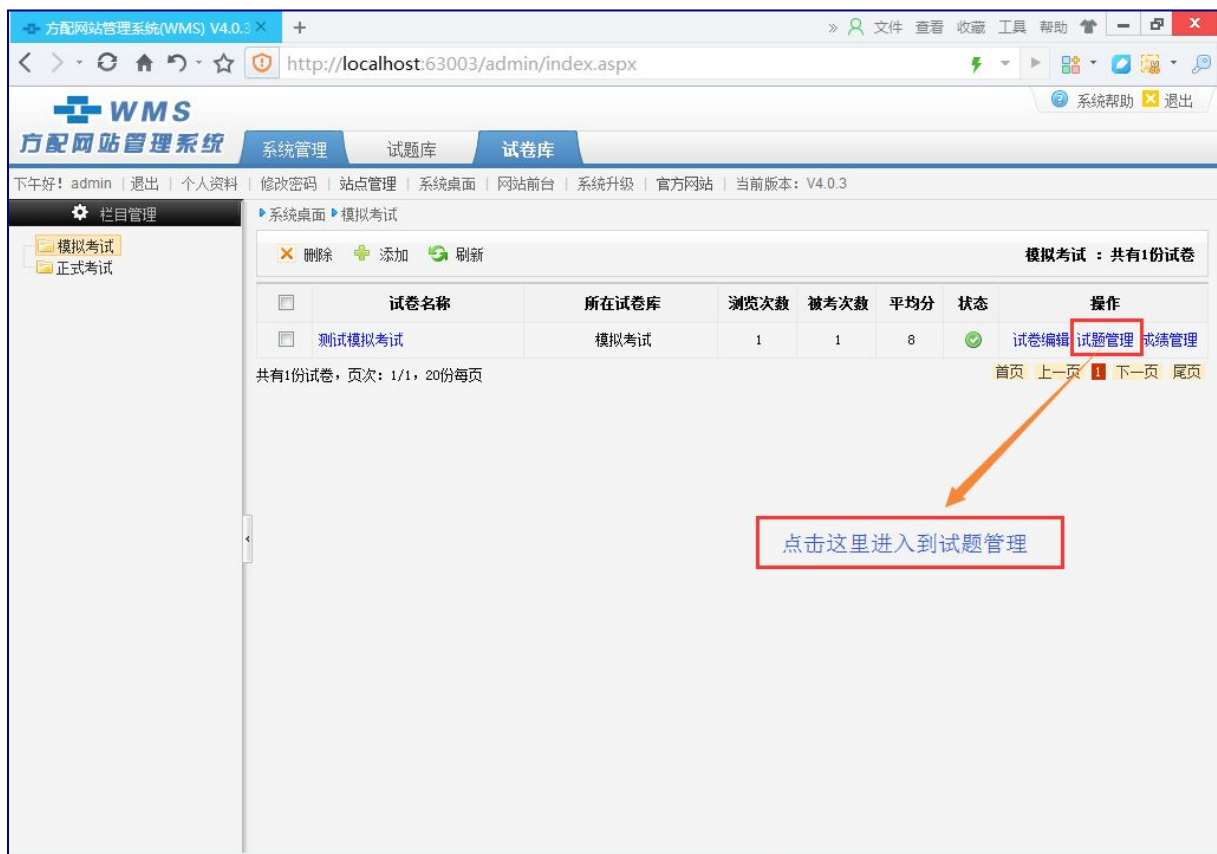 方配网站管理系统(WMS) V4.0.3 × + » 文件 查看 收藏 工具 帮助
http://localhost:63003/admin/index.aspx
WMS
方配网站管理系统
系统帮助 退出
系统管理 试题库 试卷库
下午好! admin | 退出 | 个人资料 | 修改密码 | 站点管理 | 系统桌面 | 网站前台 | 系统升级 | 官方网站 | 当前版本: V4.0.3
栏目管理
系统桌面 模拟考试
模拟考试
正式考试
删除 添加 刷新
模拟考试 : 共有1份试卷
试卷名称 所在试卷库 浏览次数 被考次数 平均分 状态 操作
测试模拟考试 模拟考试 1 1 8 试卷编辑 试题管理 成绩管理
共有1份试卷, 页次: 1/1, 20份每页
首页 上一页 1 下一页 尾页
点击这里进入到试题管理